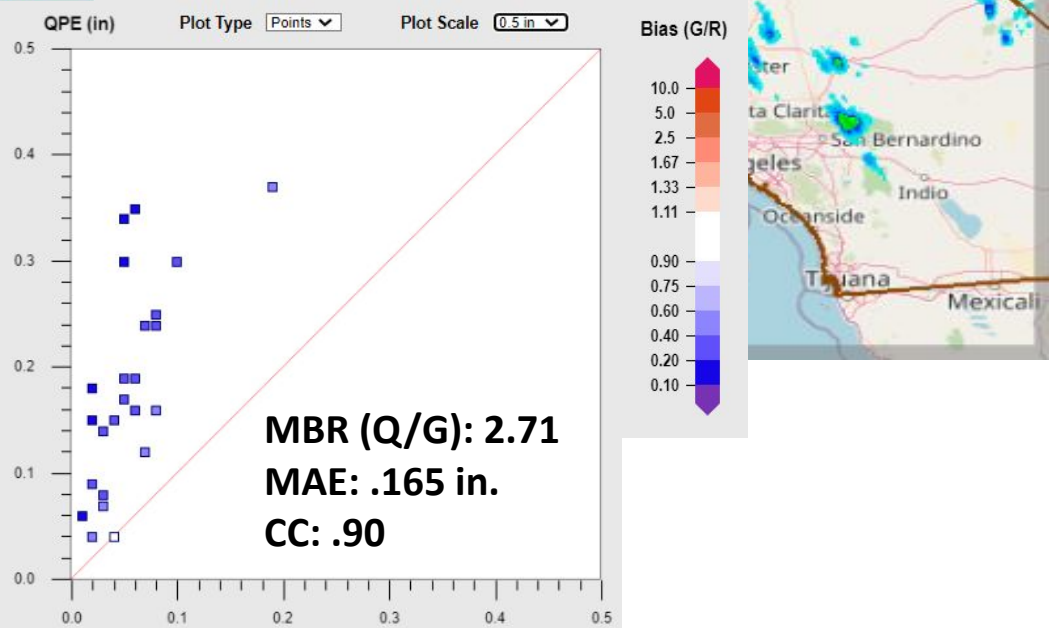 QPE (in) Plot Type Points Plot Scale 0.5 in
0.5
0.4
0.3
0.2
0.1
0.0
0.0 0.1 0.2 0.3 0.4 0.5
MBR (Q/G): 2.71
MAE: .165 in.
CC: .90
Bias (G/R)
10.0
5.0
2.5
1.67
1.33
1.11
0.90
0.75
0.60
0.40
0.20
0.10
ster
ta Clarit
San Bernardino
geles
Indio
Oceanside
Tijuana
Mexicali